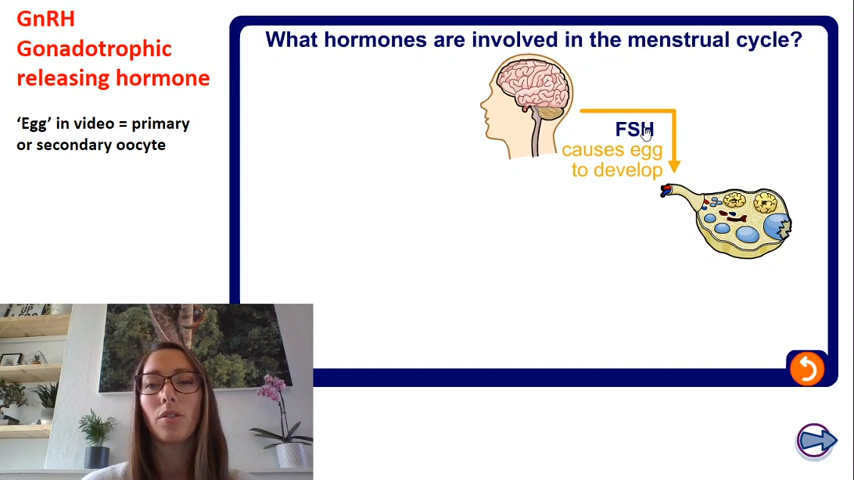 GnRH
Gonadotrophic
releasing hormone
‘Egg’ in video = primary
or secondary oocyte
What hormones are involved in the menstrual cycle?
FSH
causes egg
to develop